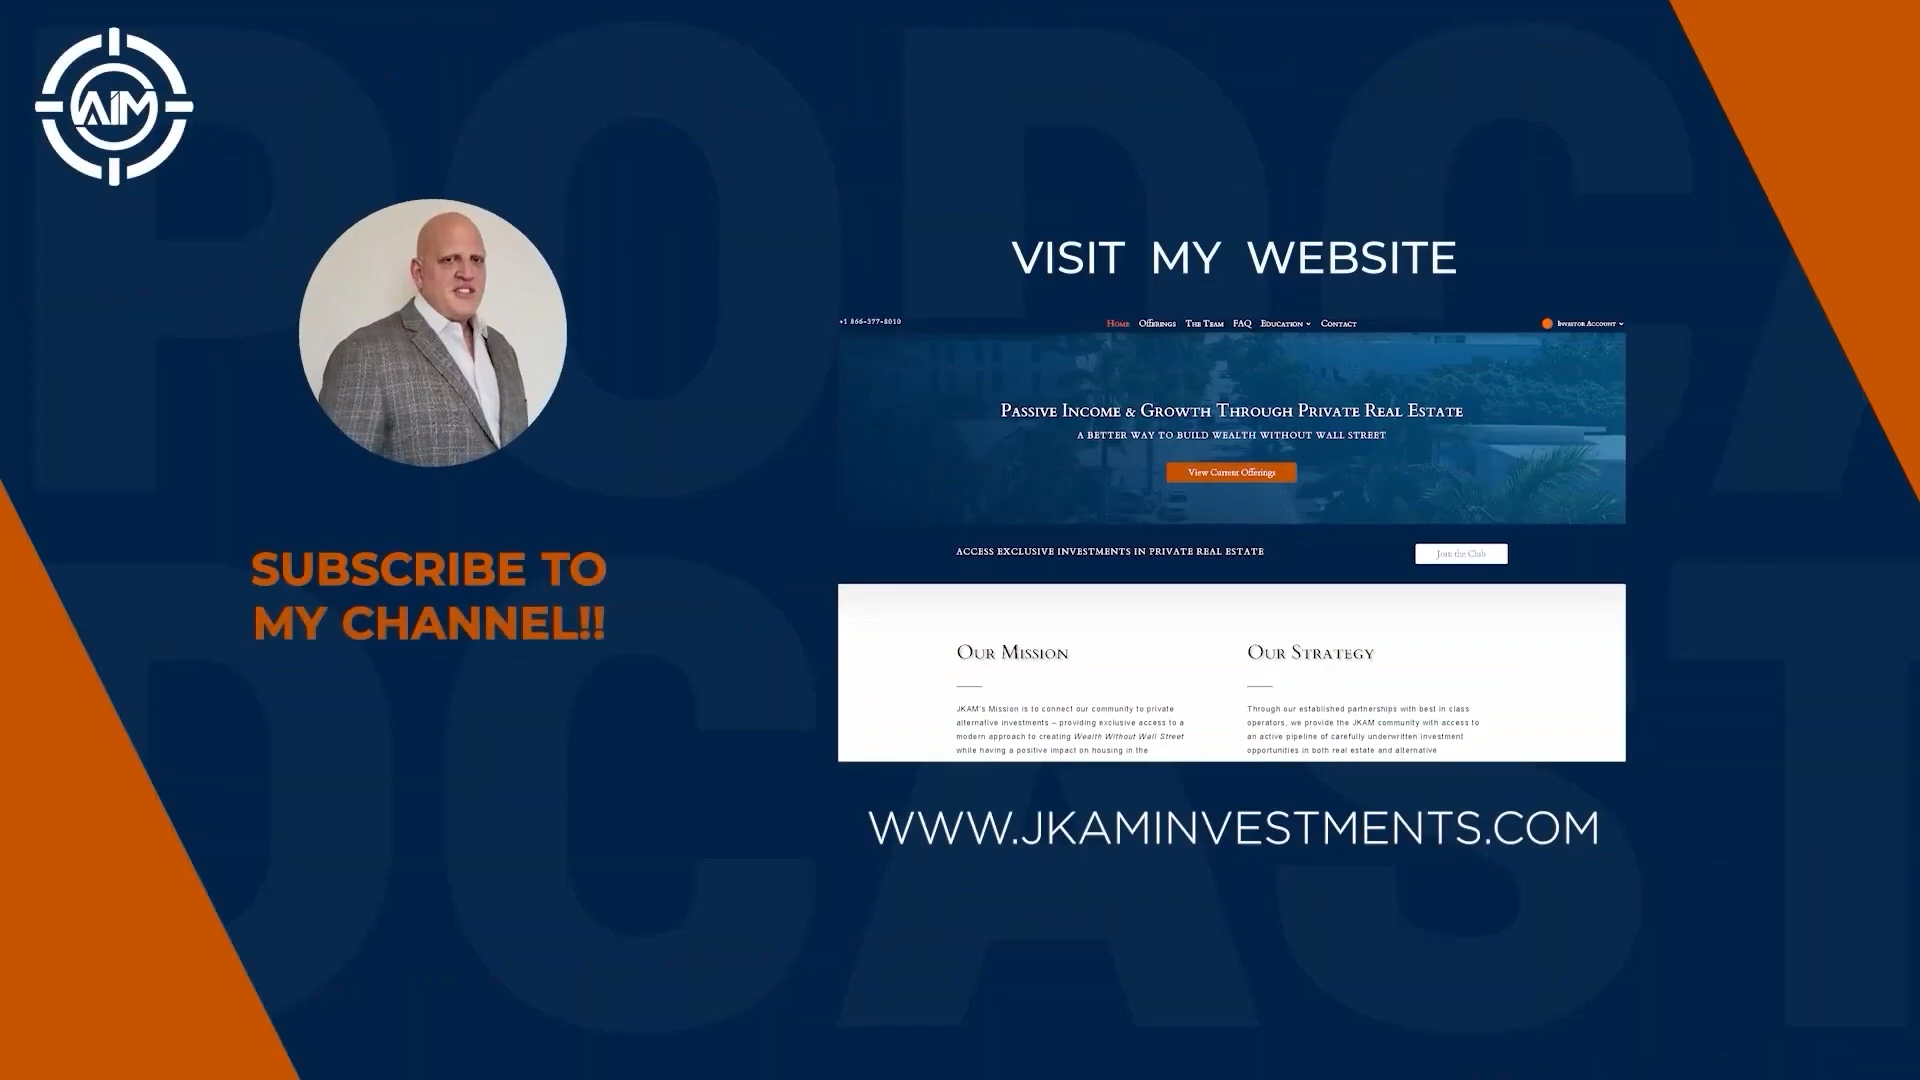 PODCAST
AIM
VISIT MY WEBSITE
+1 866-377-8010
Home Offerings The Team FAQ Education Contact
Investor Account
Passive Income & Growth Through Private Real Estate
A BETTER WAY TO BUILD WEALTH WITHOUT WALL STREET
View Current Offerings
ACCESS EXCLUSIVE INVESTMENTS IN PRIVATE REAL ESTATE
Join the Club
SUBSCRIBE TO
MY CHANNEL!!
Our Mission
JKAM's Mission is to connect our community to private
alternative investments – providing exclusive access to a
modern approach to creating Wealth Without Wall Street
while having a positive impact on housing in the
Our Strategy
Through our established partnerships with best in class
operators, we provide the JKAM community with access to
an active pipeline of carefully underwritten investment
opportunities in both real estate and alternative
WWW.JKAMINVESTMENTS.COM